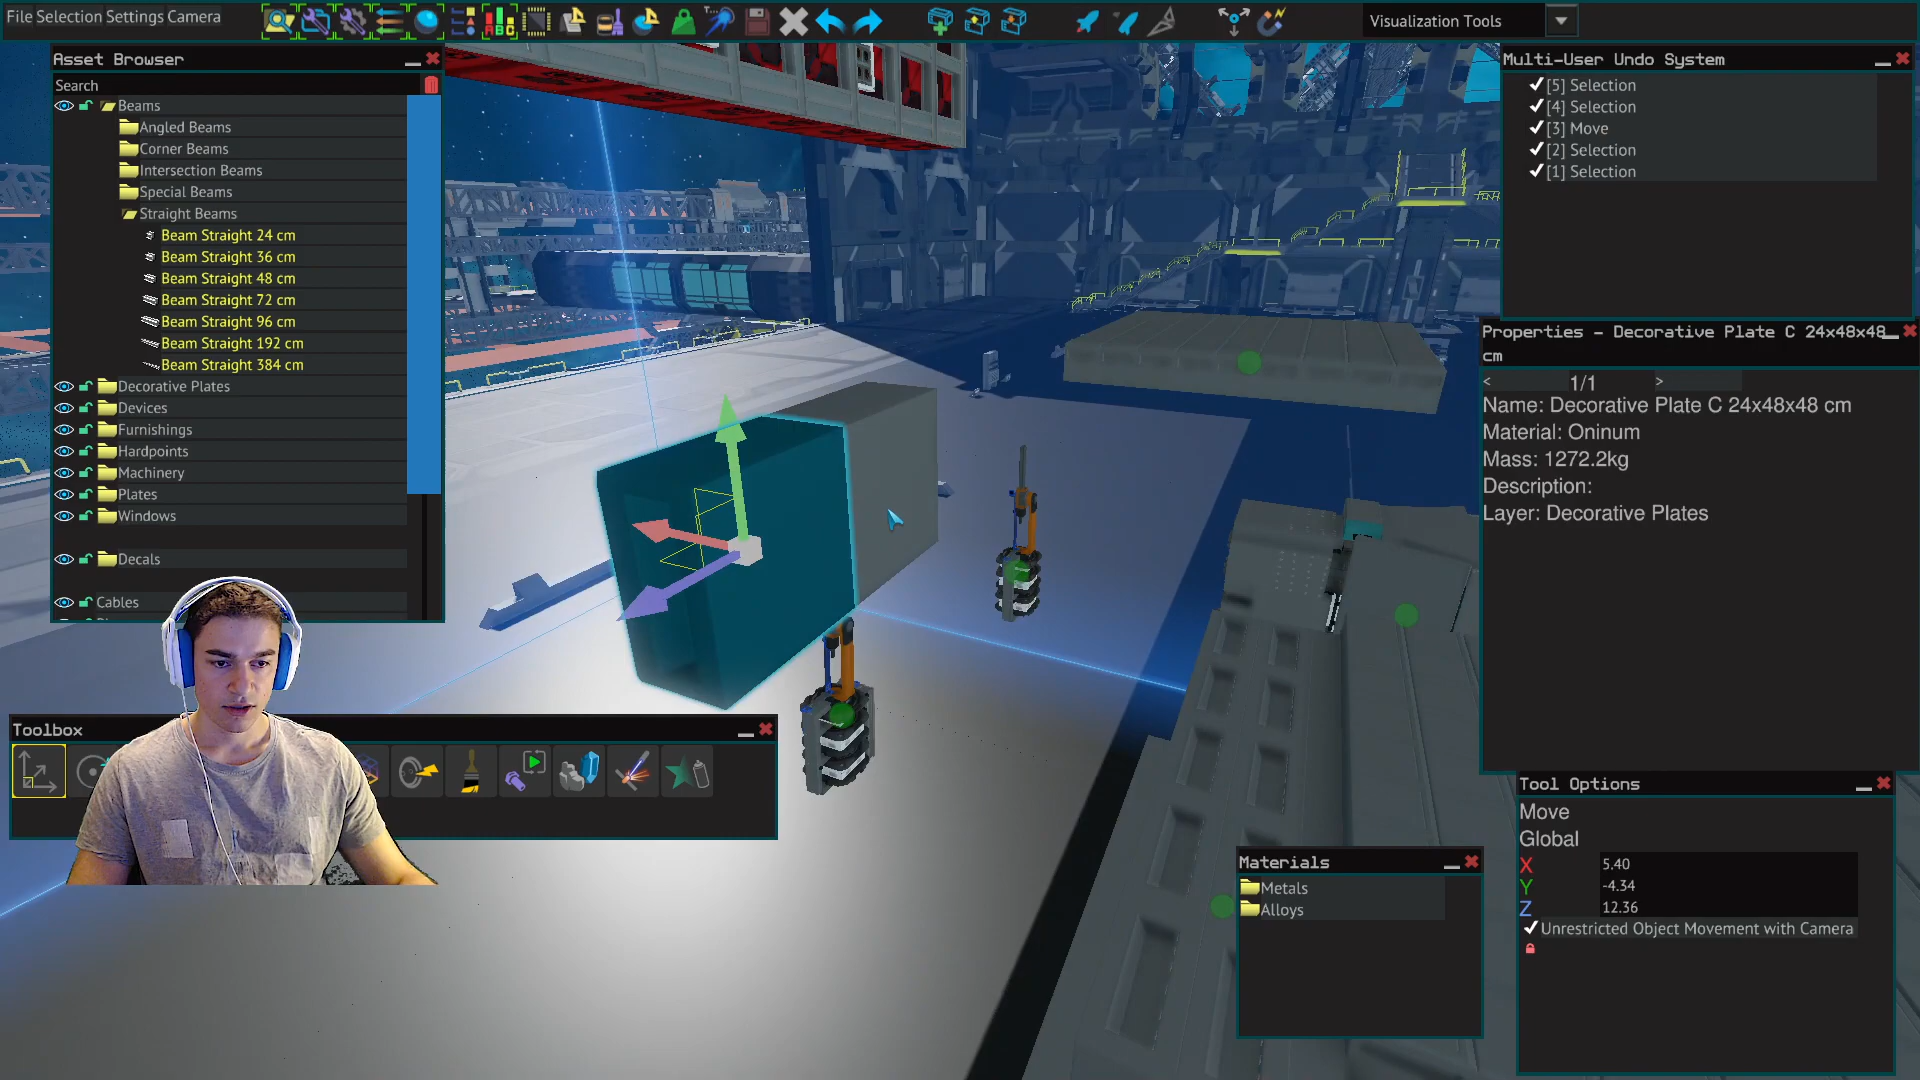 File Selection Settings Camera
Visualization Tools
Asset Browser
Search
Beams
Angled Beams
Corner Beams
Intersection Beams
Special Beams
Straight Beams
Beam Straight 24 cm
Beam Straight 36 cm
Beam Straight 48 cm
Beam Straight 72 cm
Beam Straight 96 cm
Beam Straight 192 cm
Beam Straight 384 cm
Decorative Plates
Devices
Furnishings
Hardpoints
Machinery
Plates
Windows
Decals
Cables
Multi-User Undo System
[5] Selection
[4] Selection
[3] Move
[2] Selection
[1] Selection
Properties - Decorative Plate C 24x48x48
cm
< 1/1 >
Name: Decorative Plate C 24x48x48 cm
Material: Oninum
Mass: 1272.2kg
Description:
Layer: Decorative Plates
Toolbox
Materials
Metals
Alloys
Tool Options
Move
Global
X 5.40
Y -4.34
Z 12.36
Unrestricted Object Movement with Camera